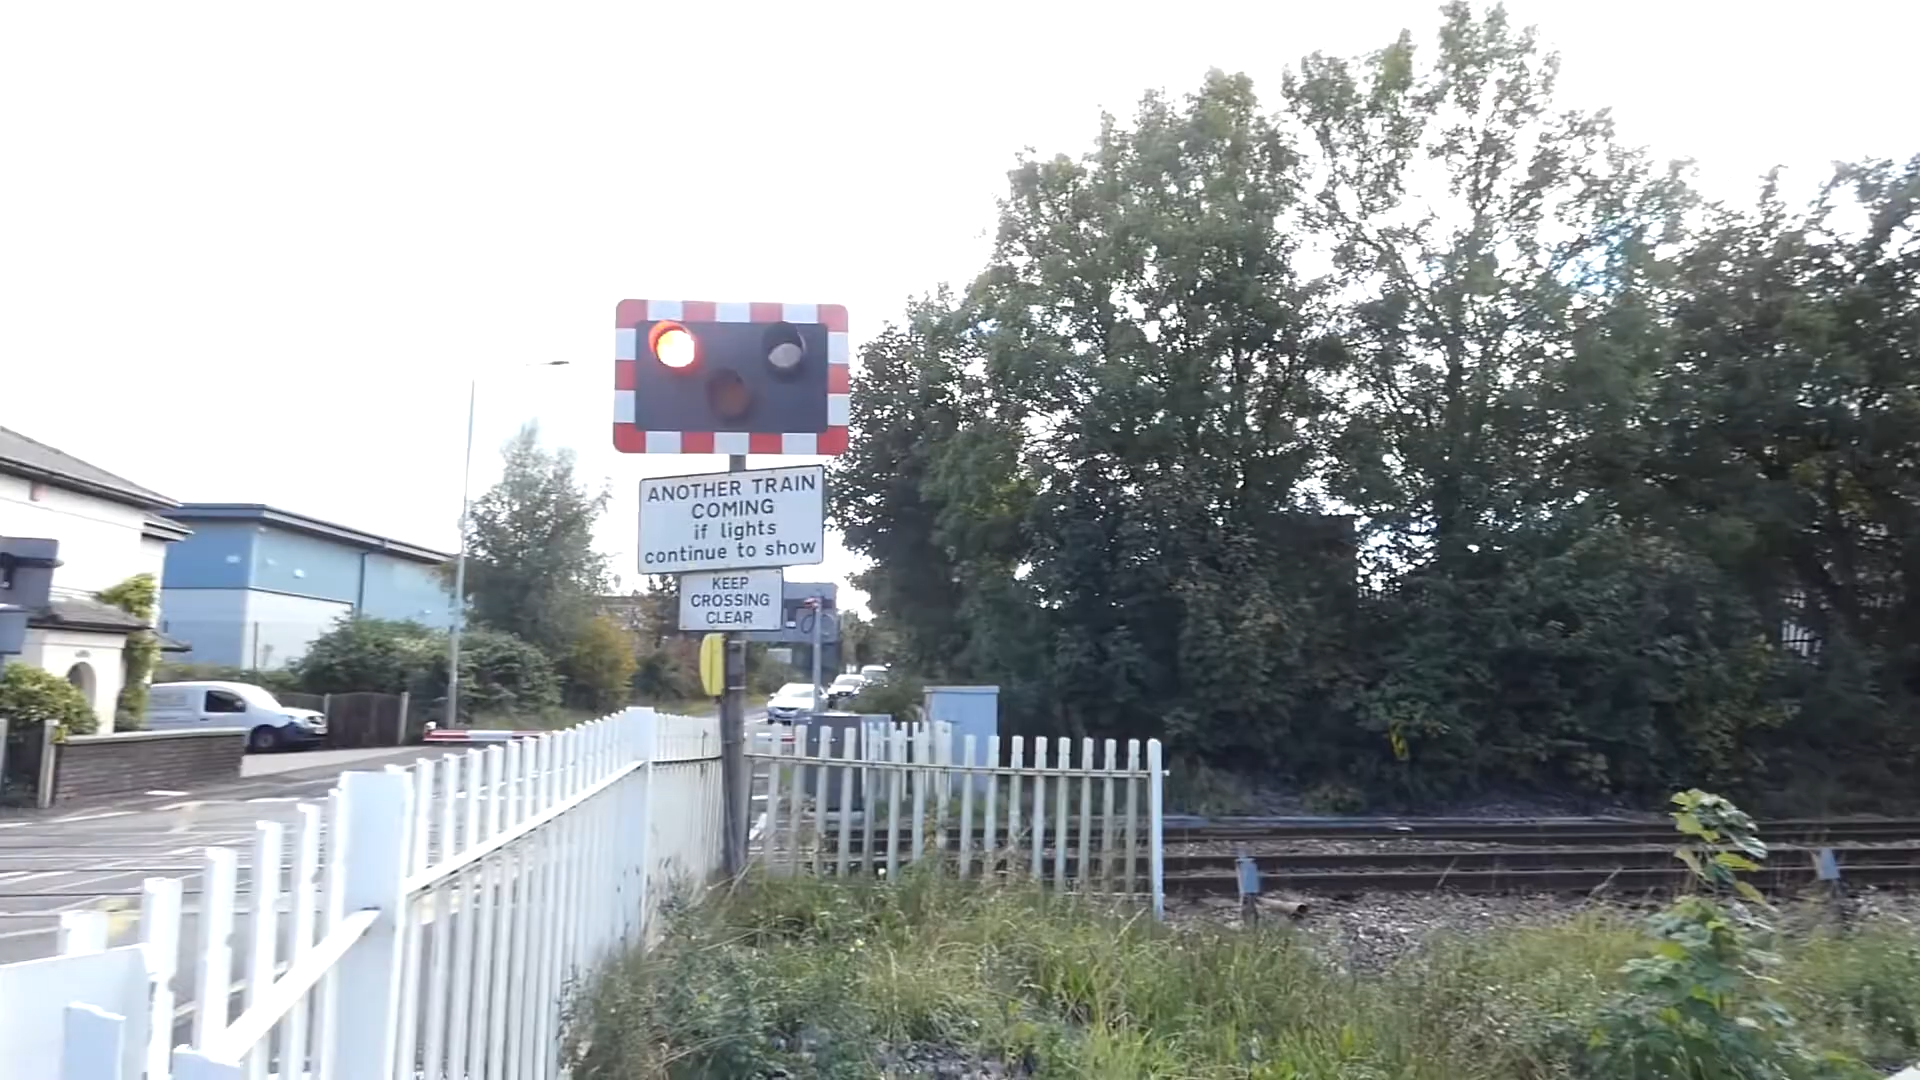 ANOTHER TRAIN
COMING
if lights
continue to show
KEEP
CROSSING
CLEAR